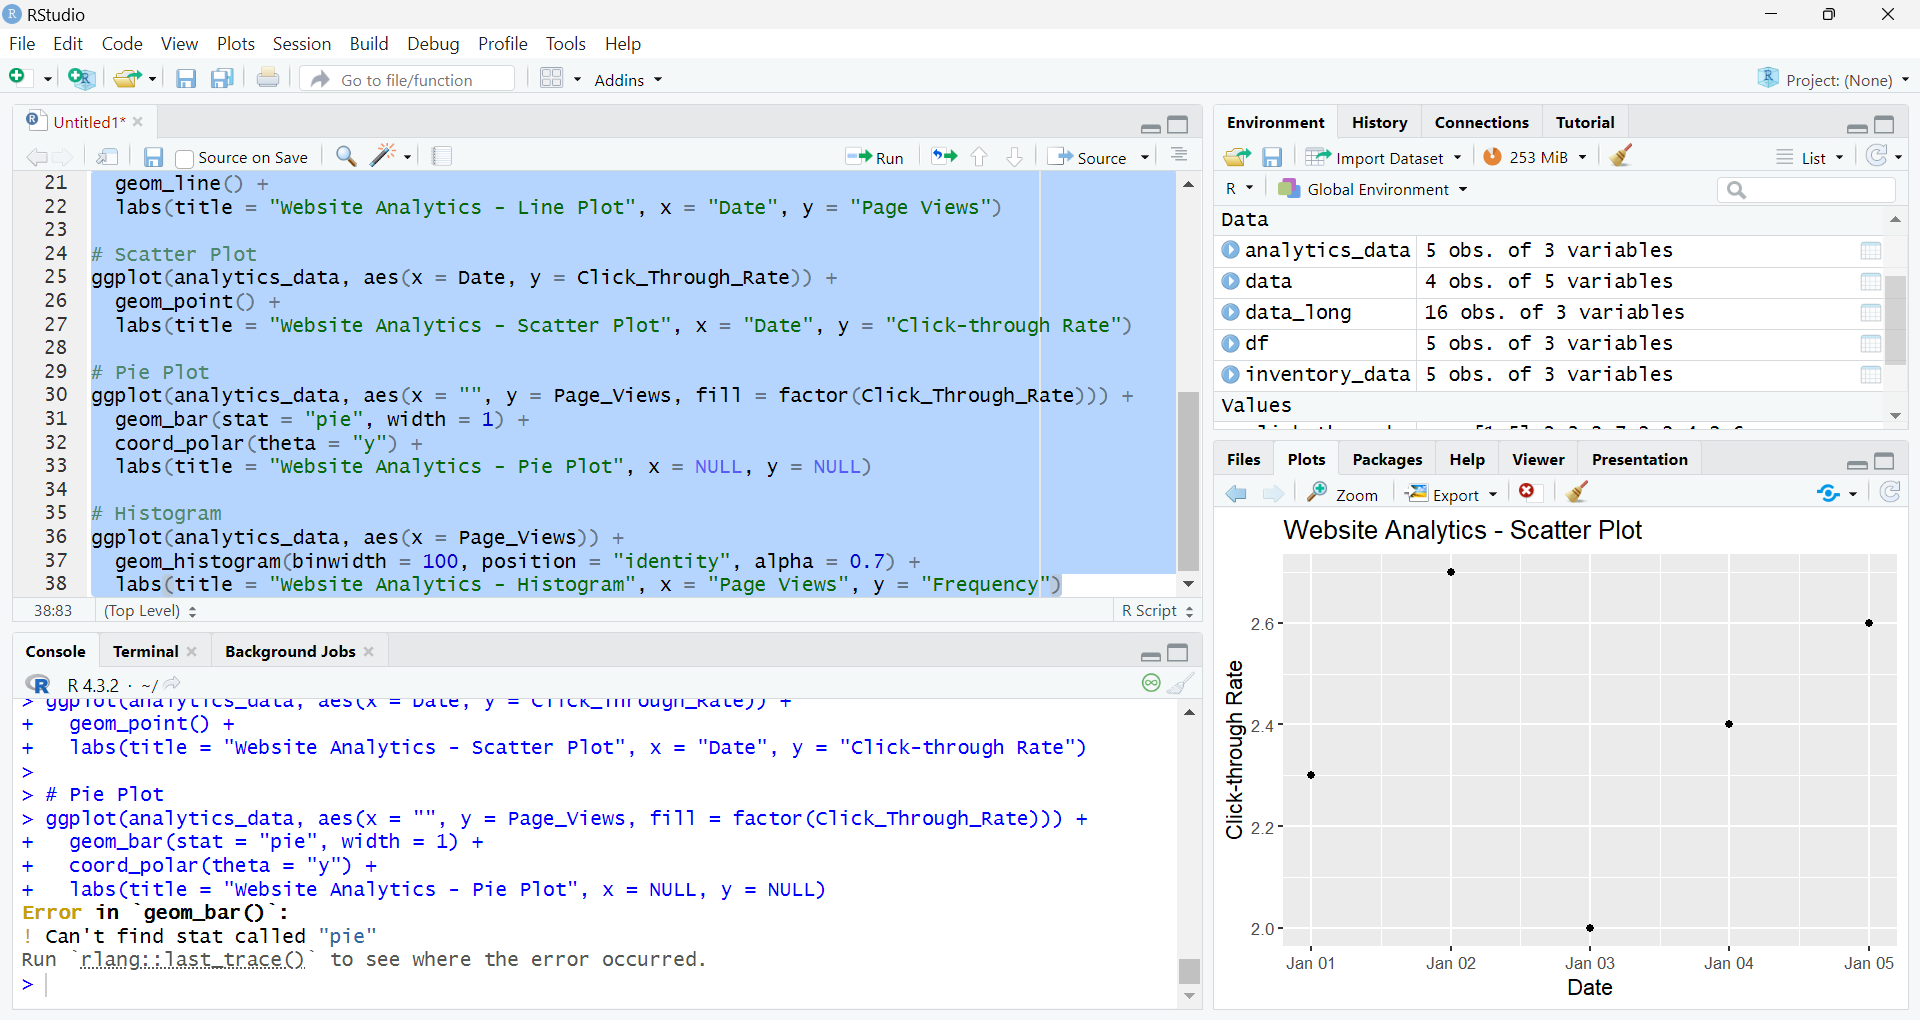 RStudio
File Edit Code View Plots Session Build Debug Profile Tools Help
Go to file/function Addins Project: (None)
Untitled1*
Source on Save Run Source
21 geom_line() +
22 labs(title = "Website Analytics - Line Plot", x = "Date", y = "Page Views")
23
24 # Scatter Plot
25 ggplot(analytics_data, aes(x = Date, y = Click_Through_Rate)) +
26 geom_point() +
27 labs(title = "Website Analytics - Scatter Plot", x = "Date", y = "Click-through Rate")
28
29 # Pie Plot
30 ggplot(analytics_data, aes(x = "", y = Page_Views, fill = factor(Click_Through_Rate))) +
31 geom_bar(stat = "pie", width = 1) +
32 coord_polar(theta = "y") +
33 labs(title = "Website Analytics - Pie Plot", x = NULL, y = NULL)
34
35 # Histogram
36 ggplot(analytics_data, aes(x = Page_Views)) +
37 geom_histogram(binwidth = 100, position = "identity", alpha = 0.7) +
38 labs(title = "Website Analytics - Histogram", x = "Page Views", y = "Frequency")
38:83 (Top Level) R Script
Console Terminal Background Jobs
R 4.3.2 · ~/
> ggplot(analytics_data, aes(x = Date, y = Click_Through_Rate)) +
+ geom_point() +
+ labs(title = "Website Analytics - Scatter Plot", x = "Date", y = "Click-through Rate")
>
> # Pie Plot
> ggplot(analytics_data, aes(x = "", y = Page_Views, fill = factor(Click_Through_Rate))) +
+ geom_bar(stat = "pie", width = 1) +
+ coord_polar(theta = "y") +
+ labs(title = "Website Analytics - Pie Plot", x = NULL, y = NULL)
Error in `geom_bar()`:
! Can't find stat called "pie"
Run `rlang::last_trace()` to see where the error occurred.
>
Environment History Connections Tutorial
Import Dataset 253 MiB List
R Global Environment
Data
analytics_data 5 obs. of 3 variables
data 4 obs. of 5 variables
data_long 16 obs. of 3 variables
df 5 obs. of 3 variables
inventory_data 5 obs. of 3 variables
Values
Files Plots Packages Help Viewer Presentation
Zoom Export
Website Analytics - Scatter Plot
Click-through Rate
2.6
2.4
2.2
2.0
Jan 01 Jan 02 Jan 03 Jan 04 Jan 05
Date